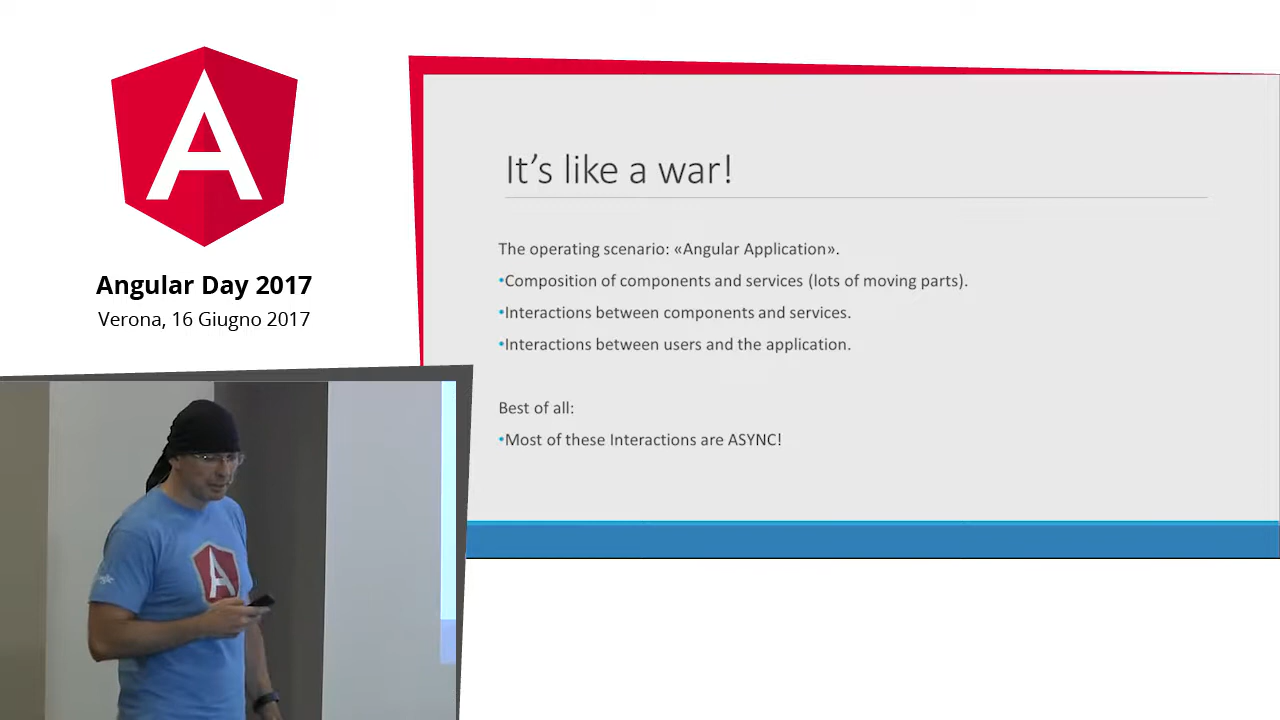 A
Angular Day 2017
Verona, 16 Giugno 2017
It's like a war!
The operating scenario: «Angular Application».
•Composition of components and services (lots of moving parts).
•Interactions between components and services.
•Interactions between users and the application.
Best of all:
•Most of these Interactions are ASYNC!
A